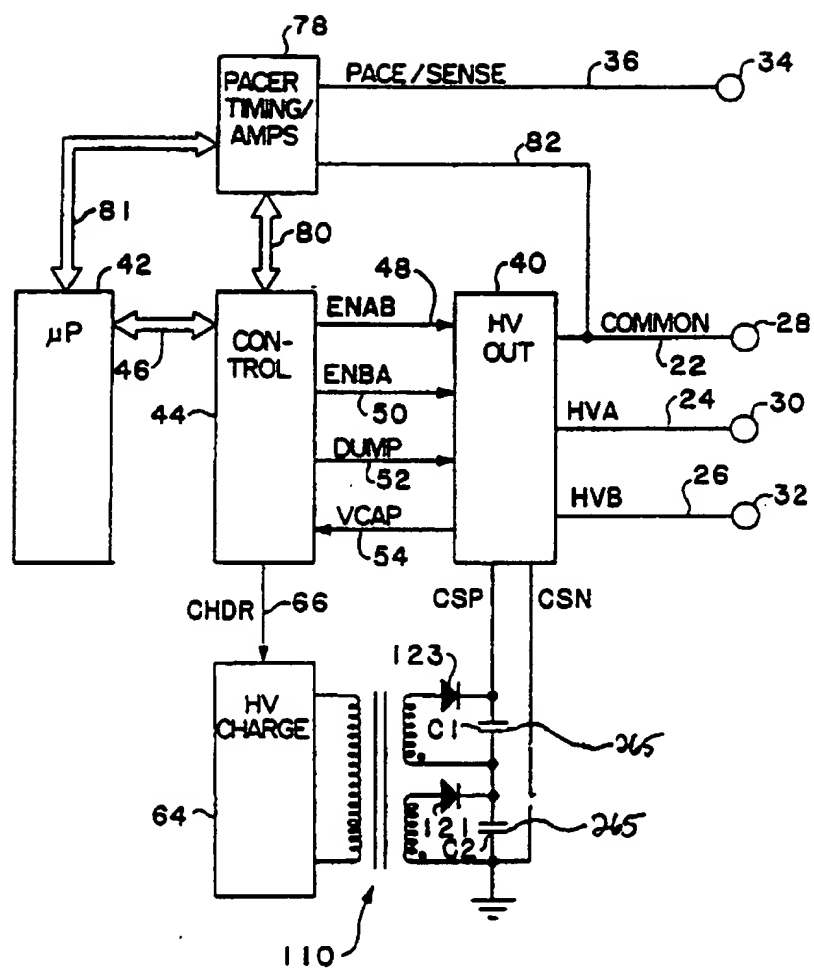 78
PACER
TIMING/
AMPS
PACE/SENSE
36
34
82
81
80
42
µP
46
CON-
TROL
44
ENAB
48
40
HV
OUT
COMMON
22
28
ENBA
50
HVA
24
30
DUMP
52
HVB
26
32
VCAP
54
CHDR
66
CSP
CSN
123
HV
CHARGE
C1
265
64
121
C2
265
110